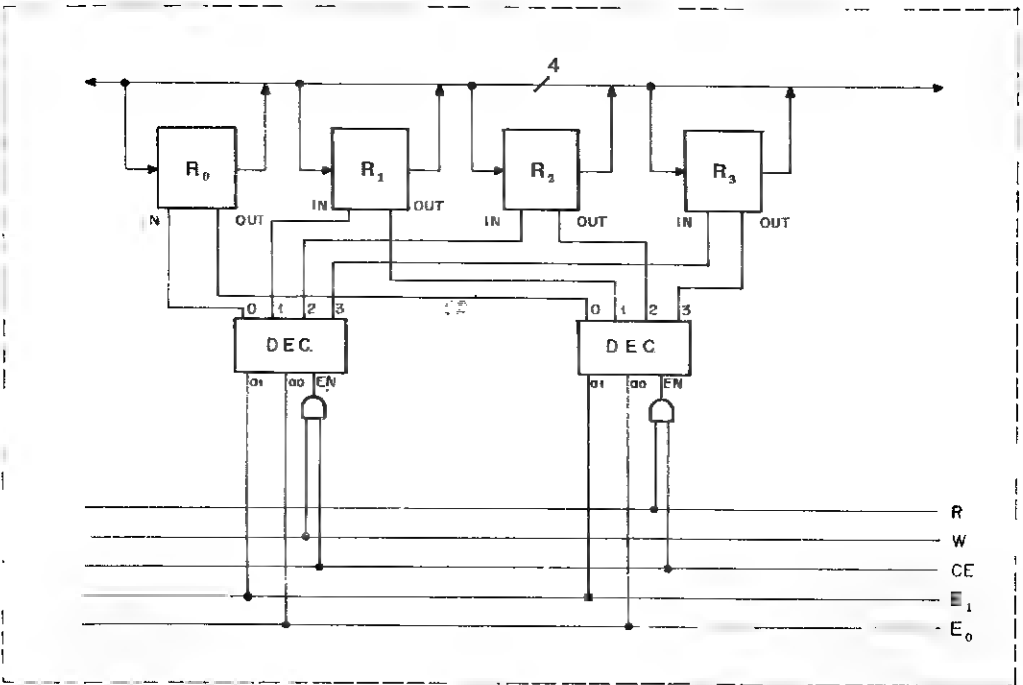 4
R0 R1 R2 R3
IN OUT IN OUT IN OUT
OUT
0 1 2 3 0 1 2 3
DEC. DEC
a1 a0 EN a1 a0 EN
R
W
CE
E0